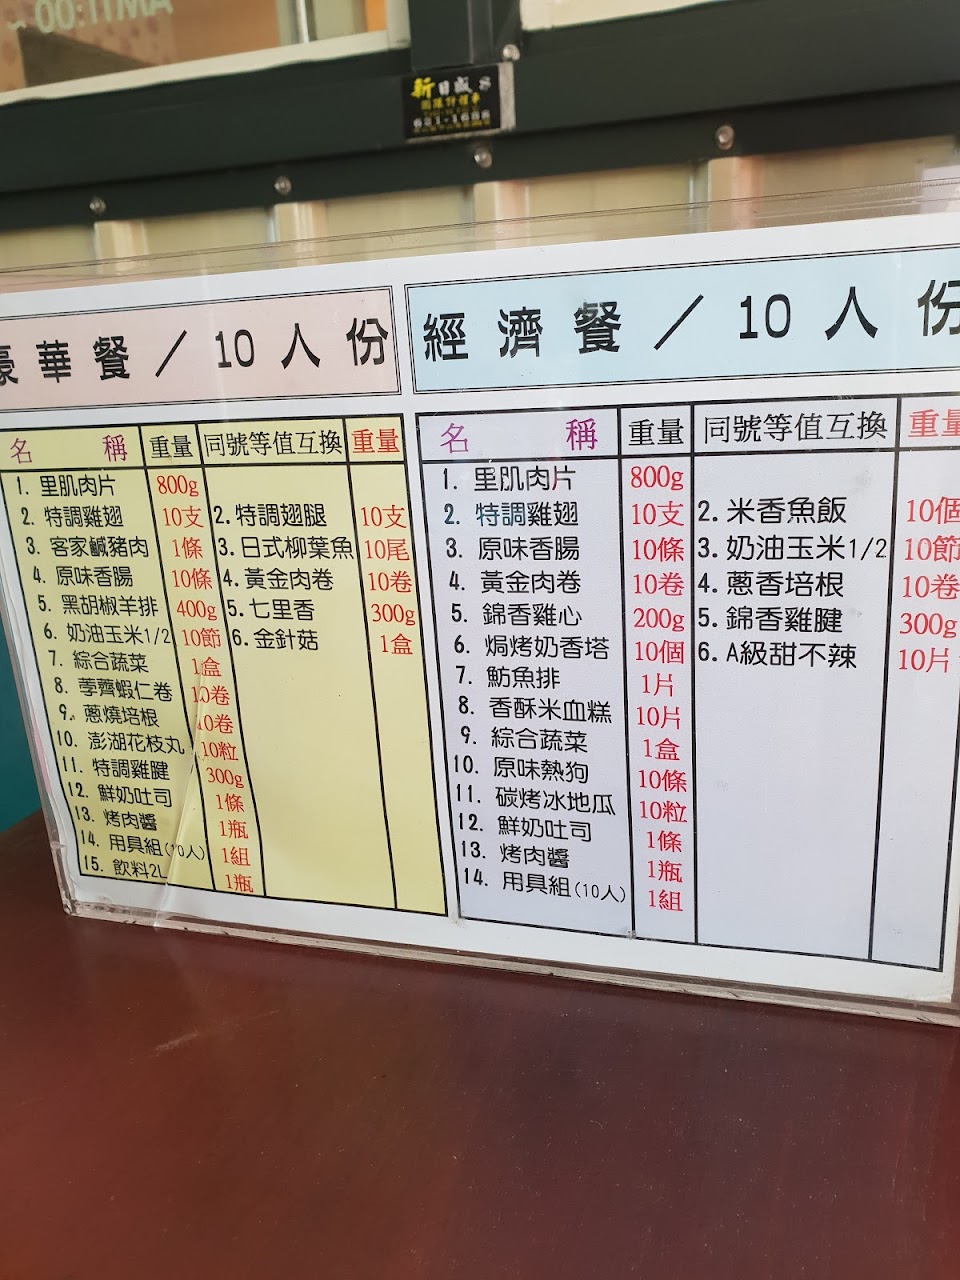 AM11:00 ~
新日威 S
621-1688
豪華餐／10人份
名稱 重量 同號等值互換 重量
1. 里肌肉片 800g
2. 特調雞翅 10支 2. 特調翅腿 10支
3. 客家鹹豬肉 1條 3. 日式柳葉魚 10尾
4. 原味香腸 10條 4. 黃金肉卷 10卷
5. 黑胡椒羊排 400g 5. 七里香 300g
6. 奶油玉米1/2 10節 6. 金針菇 1盒
7. 綜合蔬菜 1盒
8. 荸薺蝦仁卷 10卷
9. 蔥燒培根 10卷
10. 澎湖花枝丸 10粒
11. 特調雞腱 300g
12. 鮮奶吐司 1條
13. 烤肉醬 1瓶
14. 用具組(10人) 1組
15. 飲料2L 1瓶
經濟餐／10人份
名稱 重量 同號等值互換 重量
1. 里肌肉片 800g
2. 特調雞翅 10支 2. 米香魚飯 10個
3. 原味香腸 10條 3. 奶油玉米1/2 10節
4. 黃金肉卷 10卷 4. 蔥香培根 10卷
5. 錦香雞心 200g 5. 錦香雞腱 300g
6. 焗烤奶香塔 10個 6. A級甜不辣 10片
7. 魴魚排 1片
8. 香酥米血糕 10片
9. 綜合蔬菜 1盒
10. 原味熱狗 10條
11. 碳烤冰地瓜 10粒
12. 鮮奶吐司 1條
13. 烤肉醬 1瓶
14. 用具組(10人) 1組